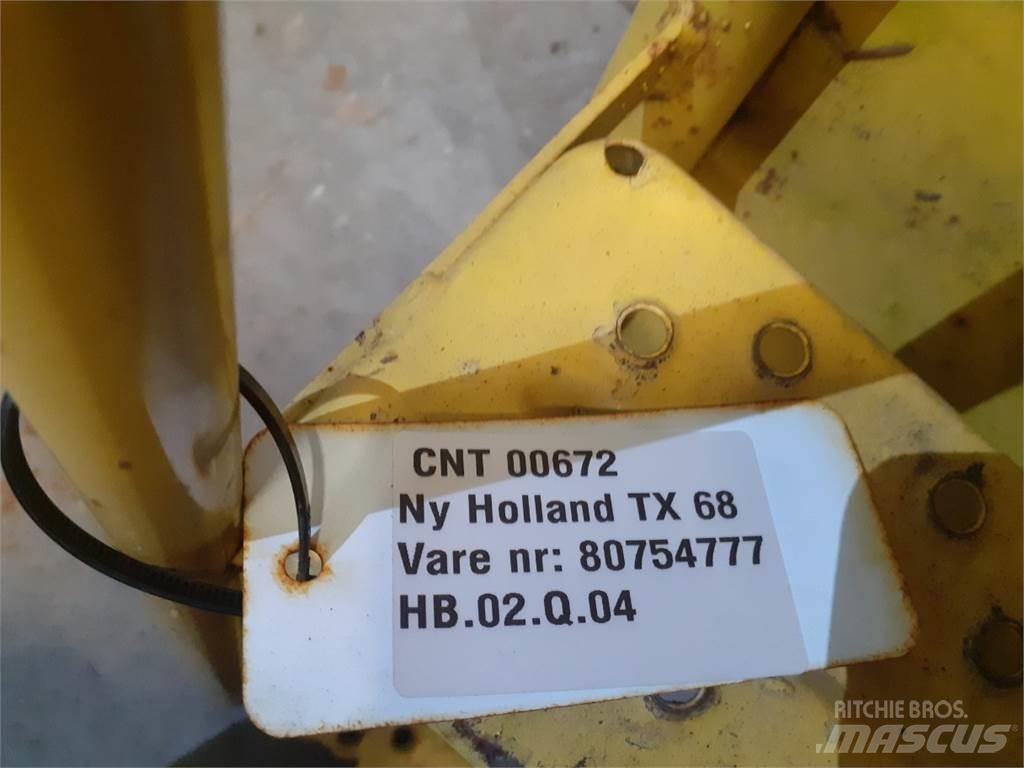 CNT 00672
Ny Holland TX 68
Vare nr: 80754777
HB.02.Q.04
RITCHIE BROS.
MASCUS